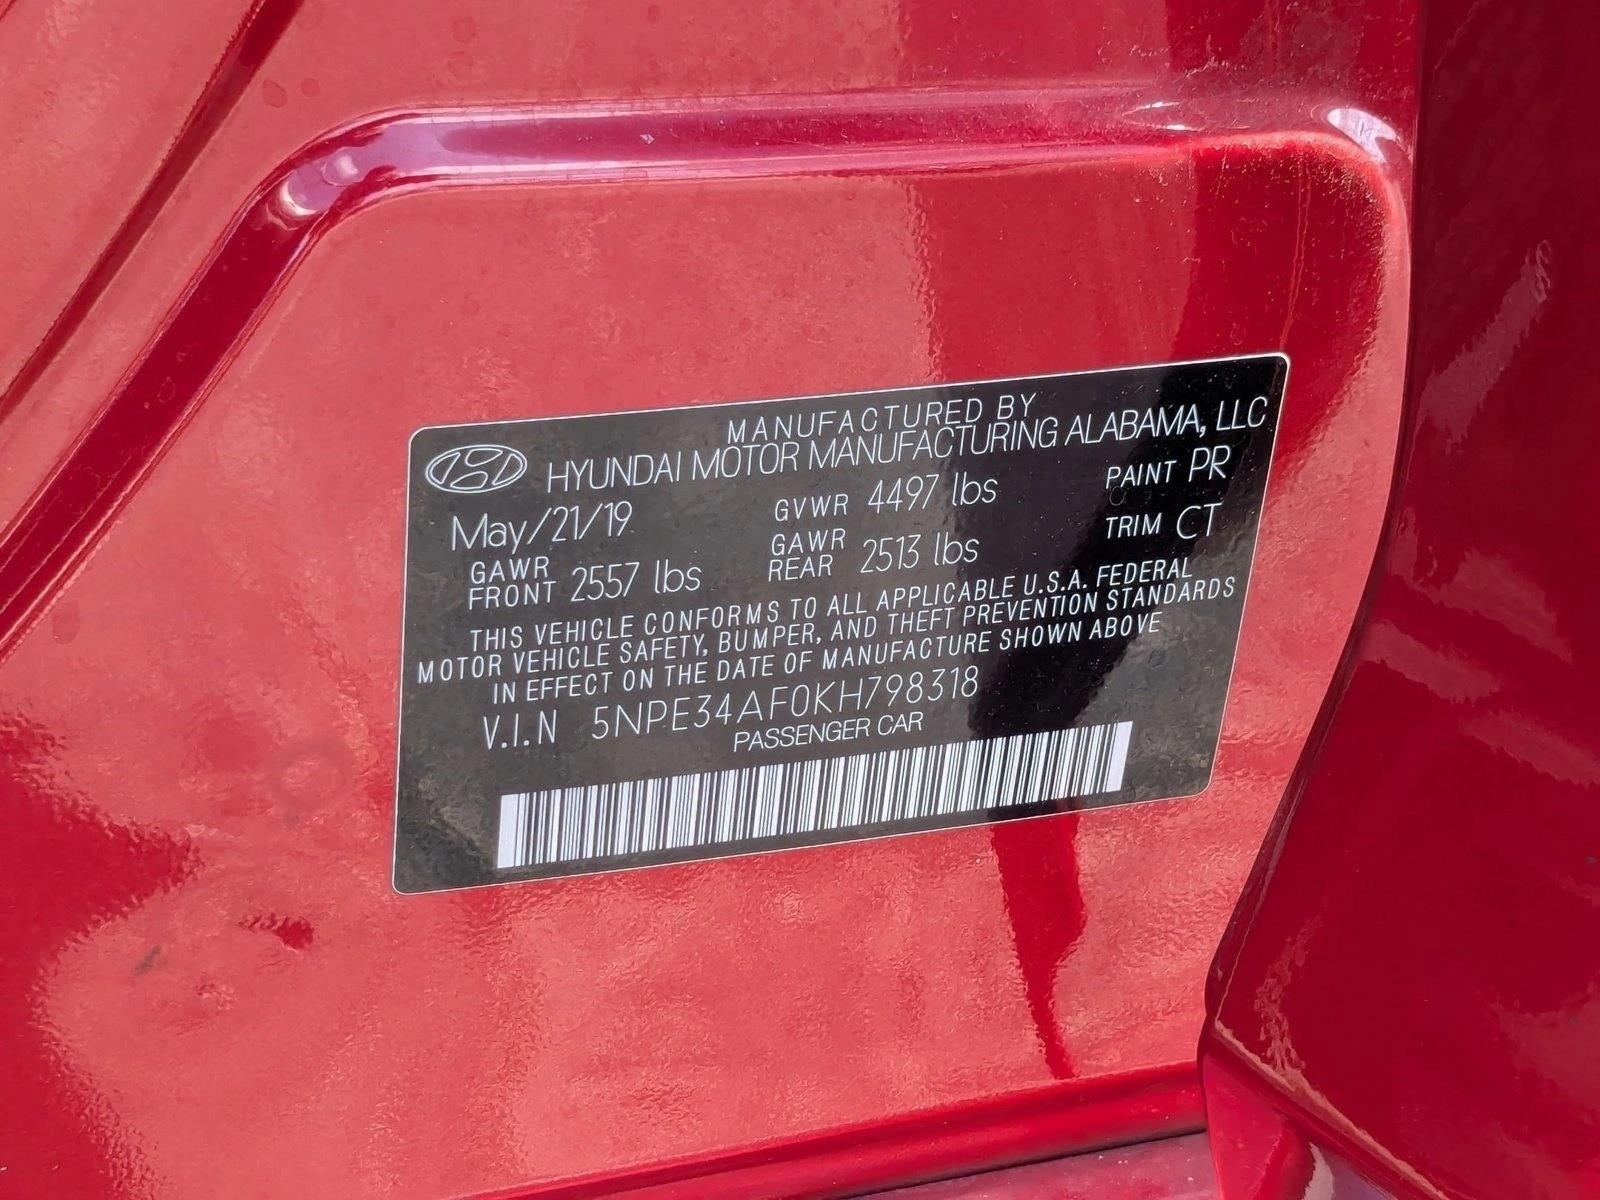 MANUFACTURED BY
HYUNDAI MOTOR MANUFACTURING ALABAMA, LLC
May/21/19 GVWR 4497 lbs PAINT PR
GAWR FRONT 2557 lbs GAWR REAR 2513 lbs TRIM CT
THIS VEHICLE CONFORMS TO ALL APPLICABLE U.S.A. FEDERAL
MOTOR VEHICLE SAFETY, BUMPER, AND THEFT PREVENTION STANDARDS
IN EFFECT ON THE DATE OF MANUFACTURE SHOWN ABOVE
V.I.N 5NPE34AF0KH798318
PASSENGER CAR